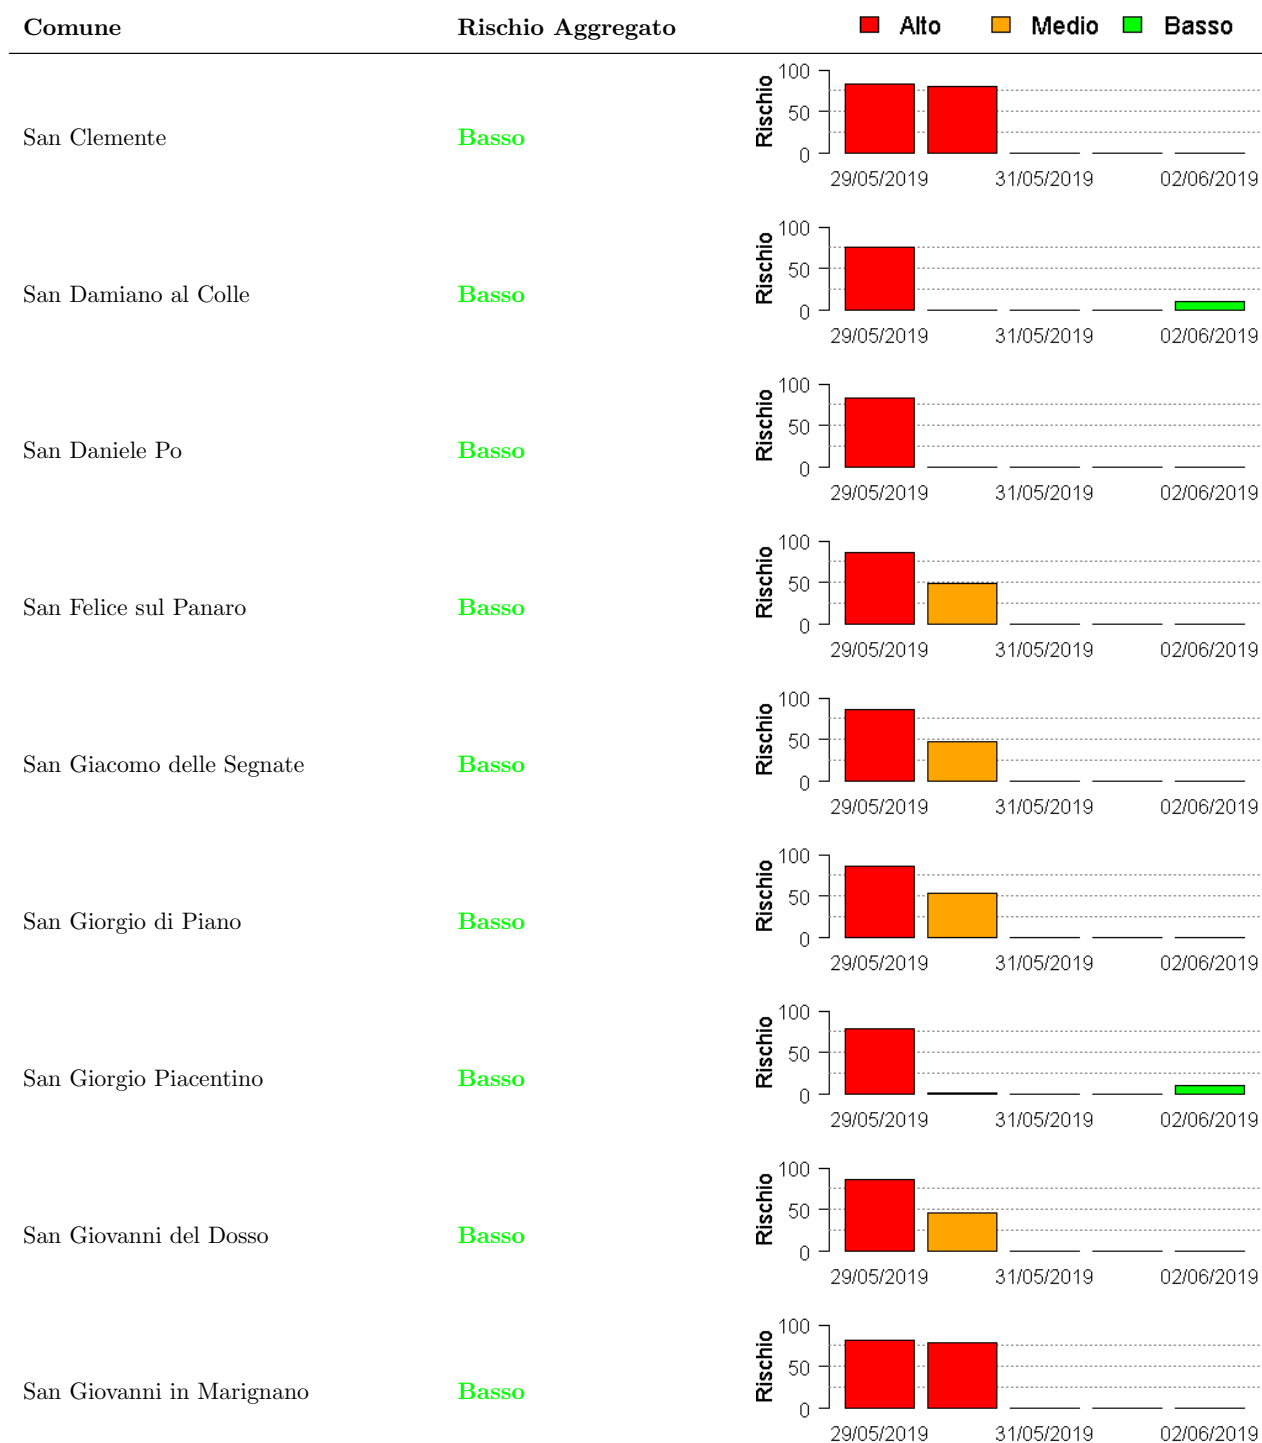 Comune Rischio Aggregato Alto Medio Basso
100
Rischio
50
San Clemente Basso
0
29/05/2019 31/05/2019 02/06/2019
100
Rischio
50
San Damiano al Colle Basso
0
29/05/2019 31/05/2019 02/06/2019
100
Rischio
50
San Daniele Po Basso
0
29/05/2019 31/05/2019 02/06/2019
100
Rischio
50
San Felice sul Panaro Basso
0
29/05/2019 31/05/2019 02/06/2019
100
Rischio
50
San Giacomo delle Segnate Basso
0
29/05/2019 31/05/2019 02/06/2019
100
Rischio
50
San Giorgio di Piano Basso
0
29/05/2019 31/05/2019 02/06/2019
100
Rischio
50
San Giorgio Piacentino Basso
0
29/05/2019 31/05/2019 02/06/2019
100
Rischio
50
San Giovanni del Dosso Basso
0
29/05/2019 31/05/2019 02/06/2019
100
Rischio
50
San Giovanni in Marignano Basso
0
29/05/2019 31/05/2019 02/06/2019